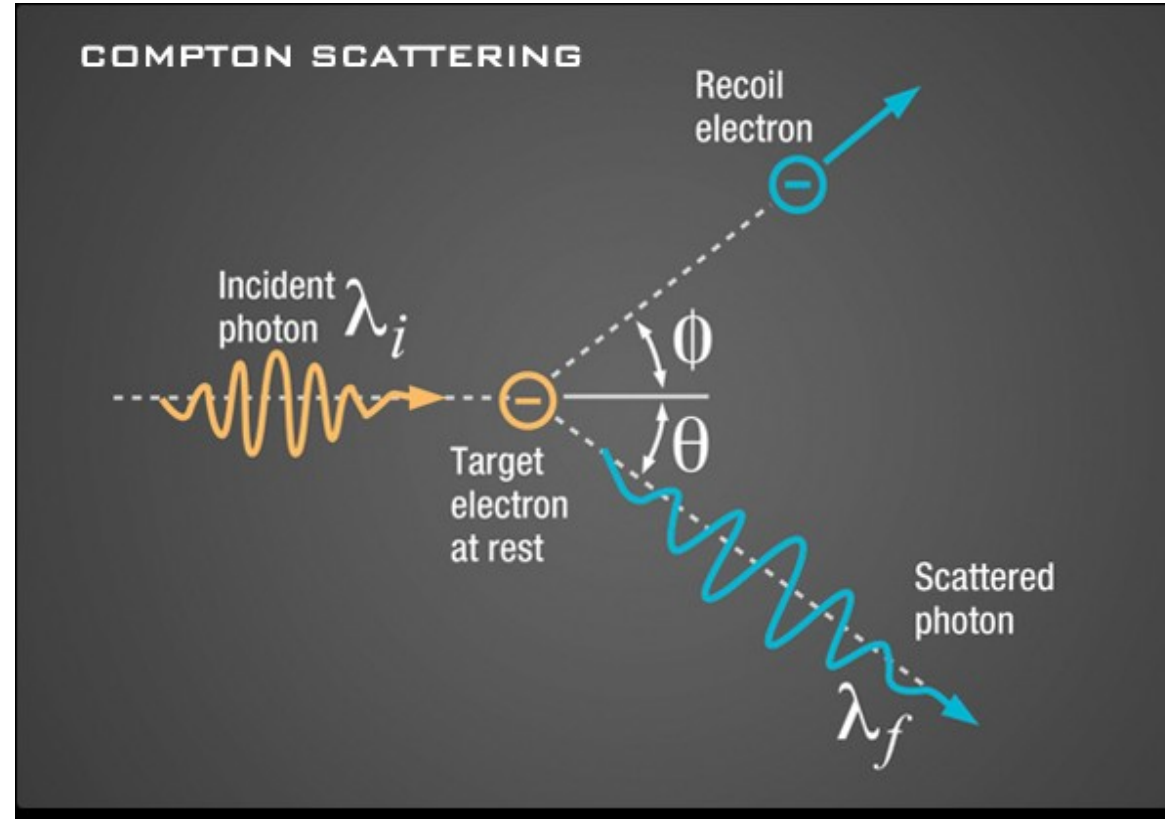 COMPTON SCATTERING
Recoil
electron
Incident
photon λi
ϕ
θ
Target
electron
at rest
Scattered
photon
λf